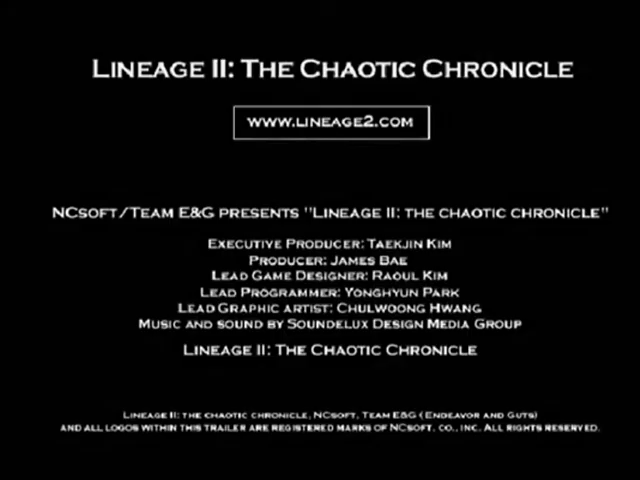 LINEAGE II: THE CHAOTIC CHRONICLE
WWW.LINEAGE2.COM
NCSOFT/TEAM E&G PRESENTS "LINEAGE II: THE CHAOTIC CHRONICLE"
EXECUTIVE PRODUCER: TAEKJIN KIM
PRODUCER: JAMES BAE
LEAD GAME DESIGNER: RAOUL KIM
LEAD PROGRAMMER: YONGHYUN PARK
LEAD GRAPHIC ARTIST: CHULWOONG HWANG
MUSIC AND SOUND BY SOUNDELUX DESIGN MEDIA GROUP
LINEAGE II: THE CHAOTIC CHRONICLE
LINEAGE II: THE CHAOTIC CHRONICLE, NCSOFT, TEAM E&G (ENDEAVOR AND GUTS)
AND ALL LOGOS WITHIN THIS TRAILER ARE REGISTERED MARKS OF NCSOFT. CO., INC. ALL RIGHTS RESERVED.